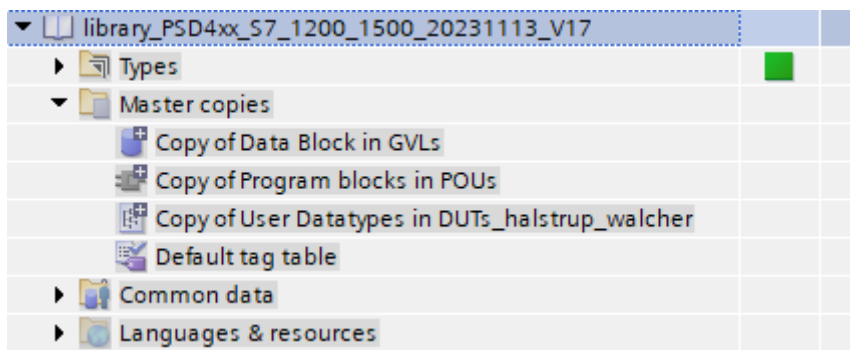 library_PSD4xx_S7_1200_1500_20231113_V17
Types
Master copies
Copy of Data Block in GVLs
Copy of Program blocks in POUs
Copy of User Datatypes in DUTs_halstrup_walcher
Default tag table
Common data
Languages & resources